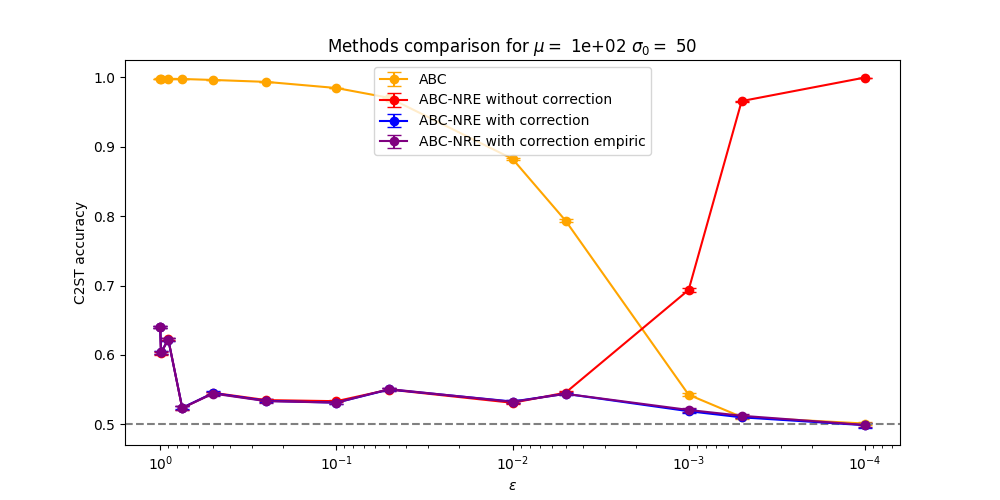 Methods comparison for μ = 1e+02 σ₀ = 50
ABC
ABC-NRE without correction
ABC-NRE with correction
ABC-NRE with correction empiric
C2ST accuracy
1.0
0.9
0.8
0.7
0.6
0.5
10⁰ 10⁻¹ 10⁻² 10⁻³ 10⁻⁴
ε